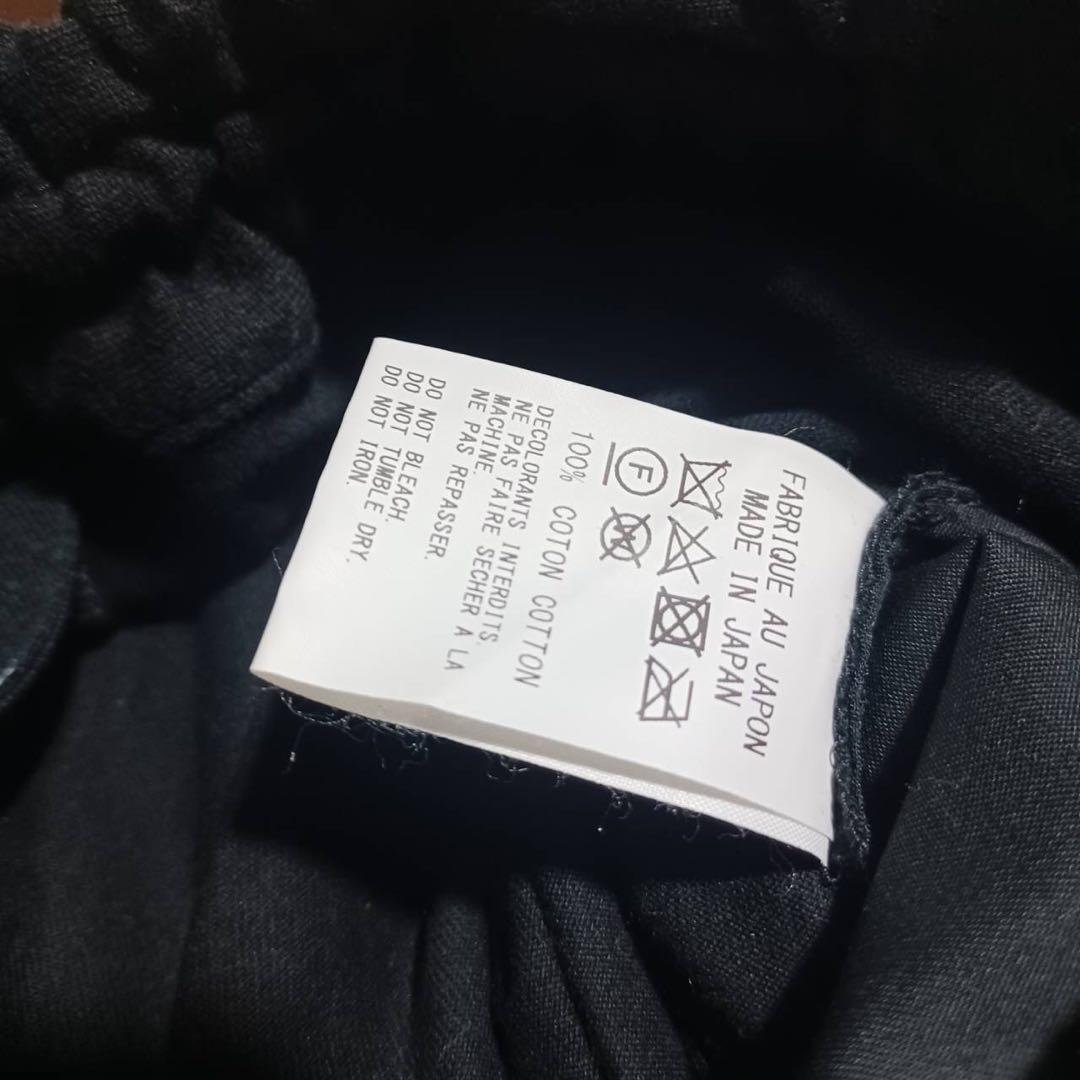 FABRIQUE AU JAPON
MADE IN JAPAN
F
W
100% COTON COTTON
DECOLORANTS INTERDITS.
NE PAS FAIRE SECHER A LA
MACHINE.
NE PAS REPASSER.
DO NOT BLEACH.
DO NOT TUMBLE DRY.
DO NOT IRON.